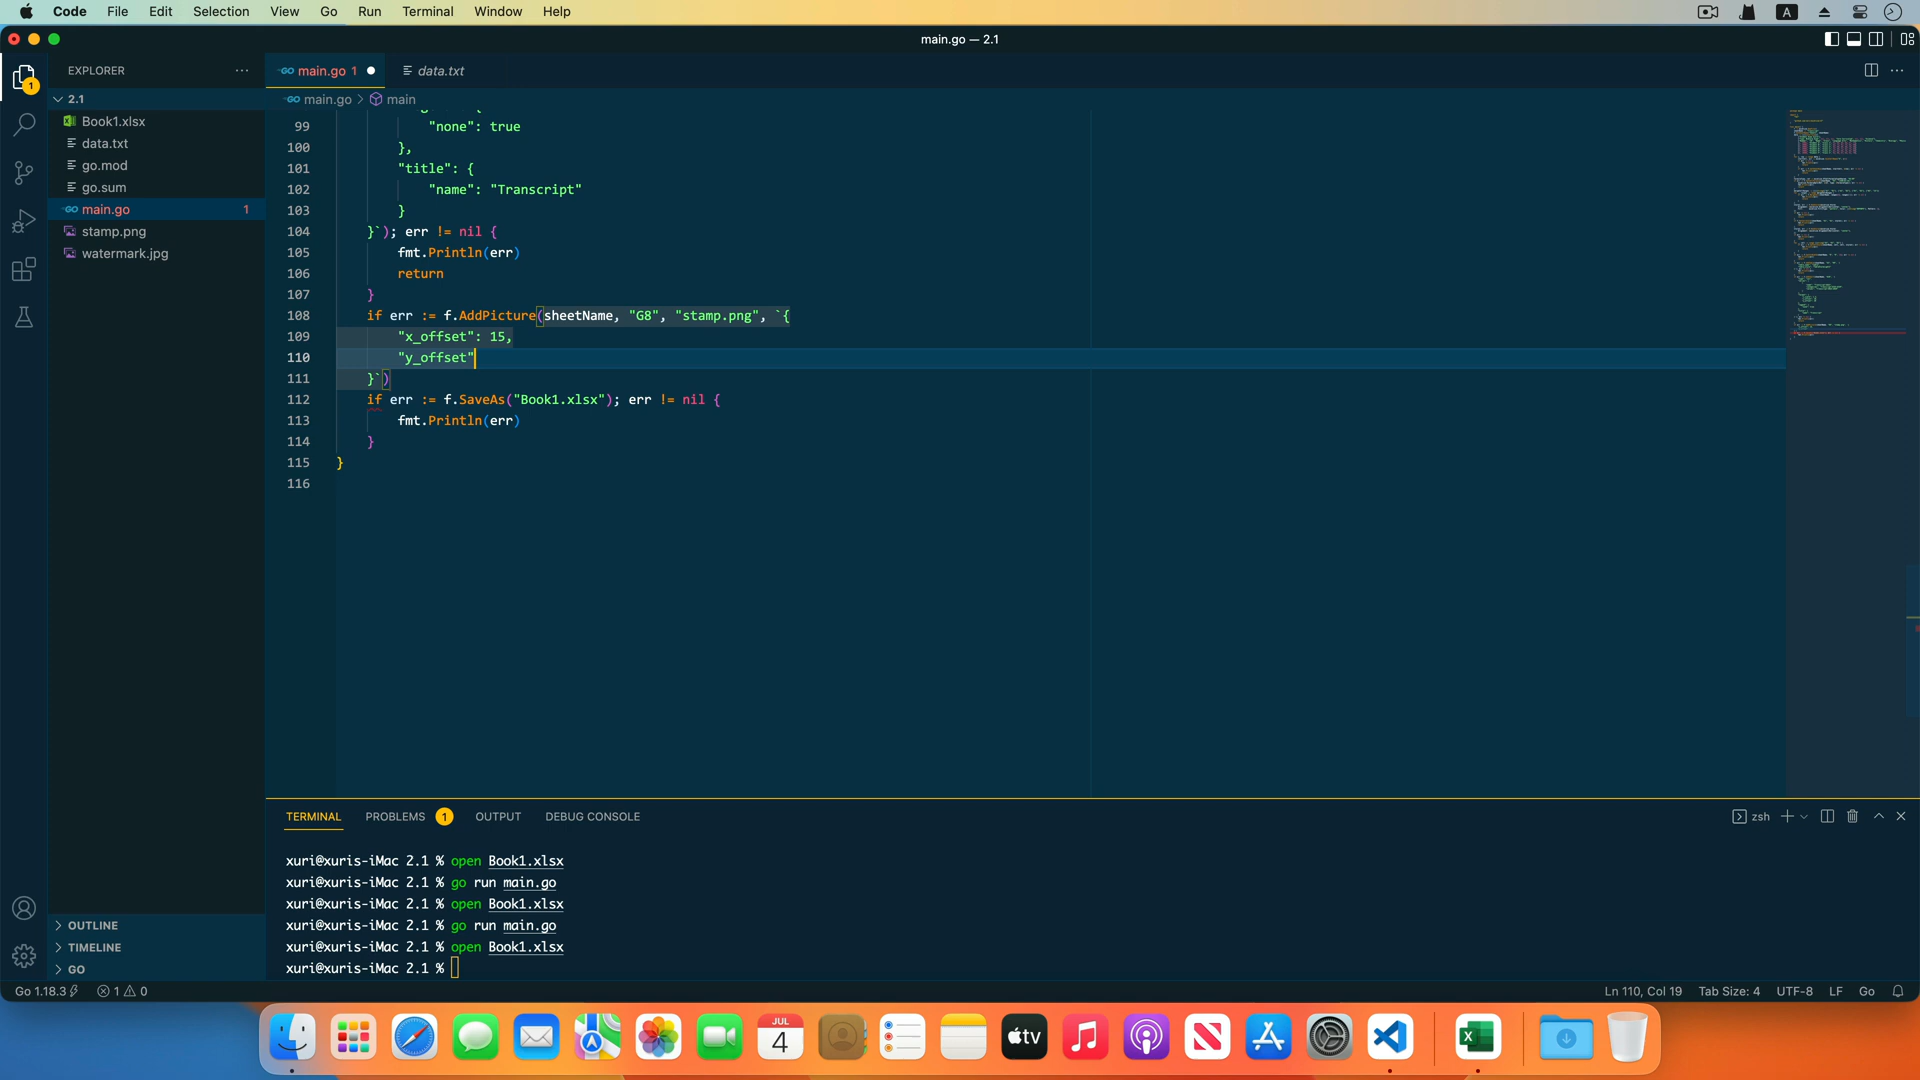 Code File Edit Selection View Go Run Terminal Window Help A
main.go — 2.1
EXPLORER
main.go 1
data.txt
2.1
main.go > main
Book1.xlsx
data.txt
go.mod
go.sum
main.go 1
stamp.png
watermark.jpg
99 "none": true
100 },
101 "title": {
102 "name": "Transcript"
103 }
104 }`); err != nil {
105 fmt.Println(err)
106 return
107 }
108 if err := f.AddPicture(sheetName, "G8", "stamp.png", `{
109 "x_offset": 15,
110 "y_offset"
111 }`)
112 if err := f.SaveAs("Book1.xlsx"); err != nil {
113 fmt.Println(err)
114 }
115 }
116
TERMINAL PROBLEMS 1 OUTPUT DEBUG CONSOLE
zsh
xuri@xuris-iMac 2.1 % open Book1.xlsx
xuri@xuris-iMac 2.1 % go run main.go
xuri@xuris-iMac 2.1 % open Book1.xlsx
xuri@xuris-iMac 2.1 % go run main.go
xuri@xuris-iMac 2.1 % open Book1.xlsx
xuri@xuris-iMac 2.1 %
OUTLINE
TIMELINE
GO
Go 1.18.3 1 0
Ln 110, Col 19 Tab Size: 4 UTF-8 LF Go
JUL
4
tv